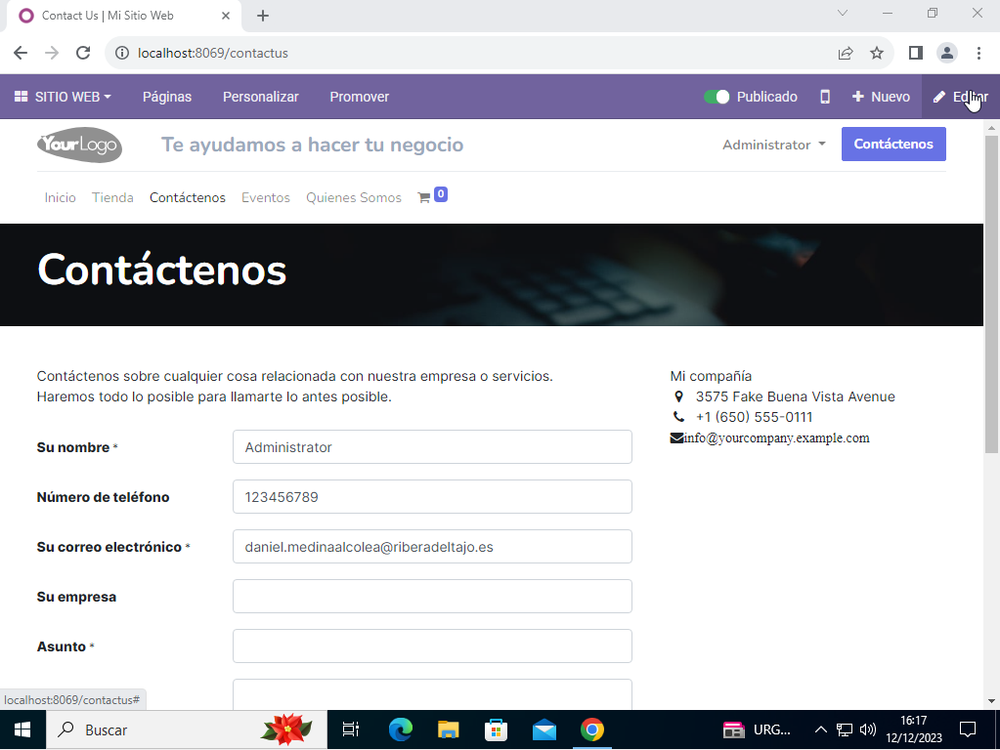 Contact Us | Mi Sitio Web
localhost:8069/contactus
SITIO WEB Páginas Personalizar Promover Publicado Nuevo Editar
YourLogo Te ayudamos a hacer tu negocio Administrator Contáctenos
Inicio Tienda Contáctenos Eventos Quienes Somos 0
Contáctenos
Contáctenos sobre cualquier cosa relacionada con nuestra empresa o servicios.
Haremos todo lo posible para llamarte lo antes posible.
Mi compañía
3575 Fake Buena Vista Avenue
+1 (650) 555-0111
info@yourcompany.example.com
Su nombre * Administrator
Número de teléfono 123456789
Su correo electrónico * daniel.medinaalcolea@riberadeltajo.es
Su empresa
Asunto *
localhost:8069/contactus#
Buscar URG... 16:17
12/12/2023